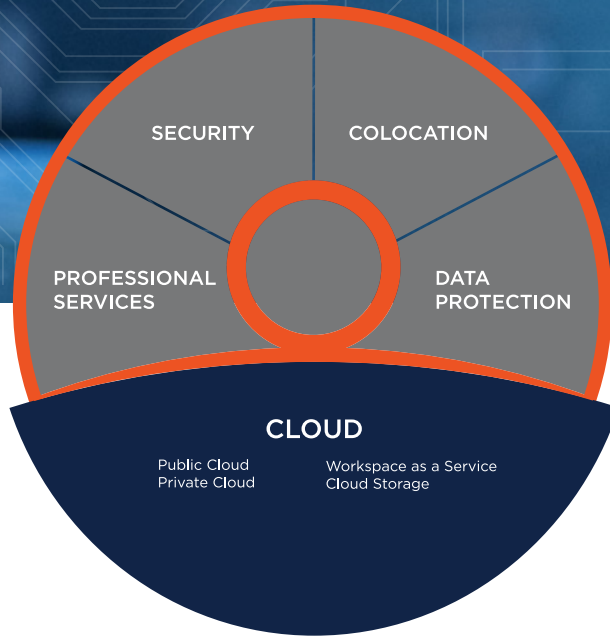 SECURITY
COLOCATION
PROFESSIONAL
SERVICES
DATA
PROTECTION
CLOUD
Public Cloud
Private Cloud
Workspace as a Service
Cloud Storage